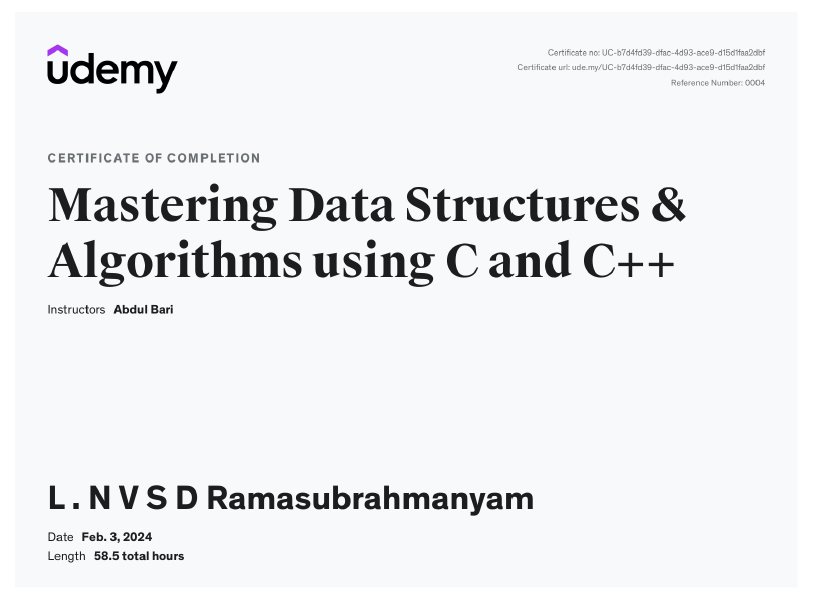 udemy
Certificate no: UC-b7d4fd39-dfac-4d93-ace9-d15d1faa2dbf
Certificate url: ude.my/UC-b7d4fd39-dfac-4d93-ace9-d15d1faa2dbf
Reference Number: 0004
CERTIFICATE OF COMPLETION
Mastering Data Structures &
Algorithms using C and C++
Instructors Abdul Bari
L . N V S D Ramasubrahmanyam
Date Feb. 3, 2024
Length 58.5 total hours